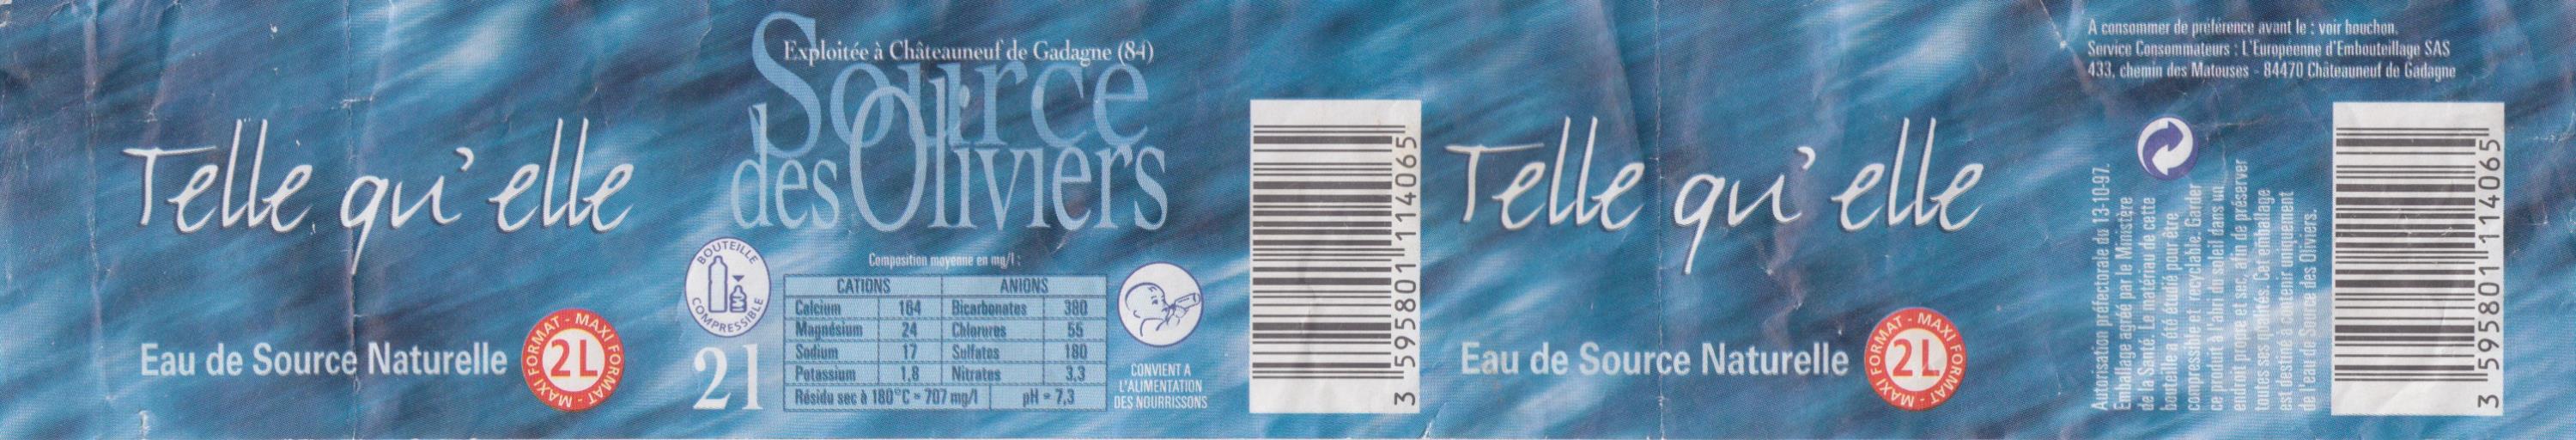 Telle qu'elle
Eau de Source Naturelle
MAXI FORMAT - MAXI FORMAT -
2L
Exploitée à Châteauneuf de Gadagne (84)
Source
des Oliviers
BOUTEILLE
COMPRESSIBLE
2l
Composition moyenne en mg/l :
CATIONS ANIONS
Calcium 164 Bicarbonates 380
Magnésium 24 Chlorures 55
Sodium 17 Sulfates 180
Potassium 1,8 Nitrates 3,3
Résidu sec à 180°C = 707 mg/l pH = 7,3
CONVIENT A
L'ALIMENTATION
DES NOURRISSONS
3 595801 114065
Telle qu'elle
Eau de Source Naturelle
MAXI FORMAT - MAXI FORMAT -
2L
A consommer de préférence avant le : voir bouchon.
Service Consommateurs : L'Européenne d'Embouteillage SAS
433, chemin des Matouses - 84470 Châteauneuf de Gadagne
Autorisation préfectorale du 13-10-97.
Emballage agréée par le Ministère
de la Santé. Le matériau de cette
bouteille a été étudié pour être
compressible et recyclable. Garder
ce produit à l'abri du soleil dans un
endroit propre et sec, afin de préserver
toutes ses qualités. Cet emballage
est destiné à contenir uniquement
de l'eau de Source des Oliviers.
3 595801 114065